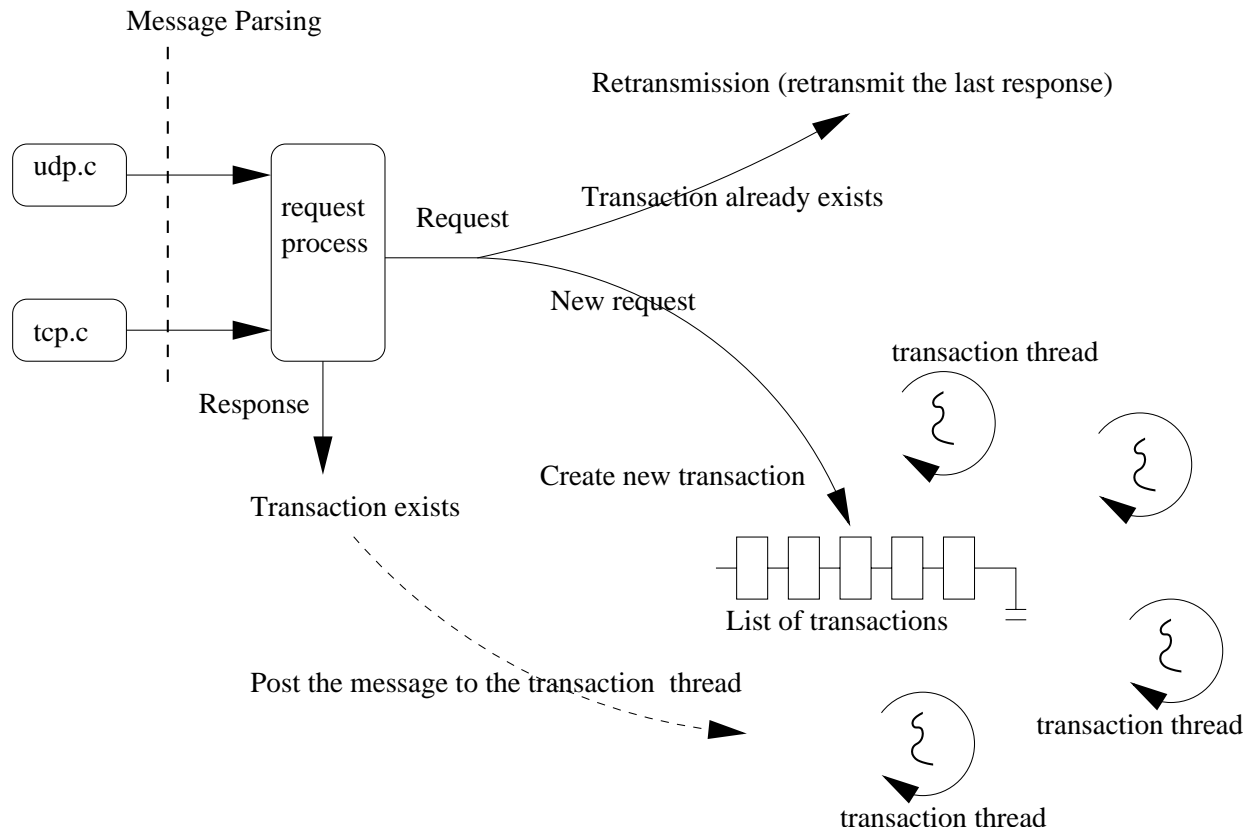 Message Parsing
Retransmission (retransmit the last response)
udp.c
request
process
Request
Transaction already exists
New request
tcp.c
transaction thread
Response
Create new transaction
Transaction exists
List of transactions
Post the message to the transaction  thread
transaction thread
transaction thread